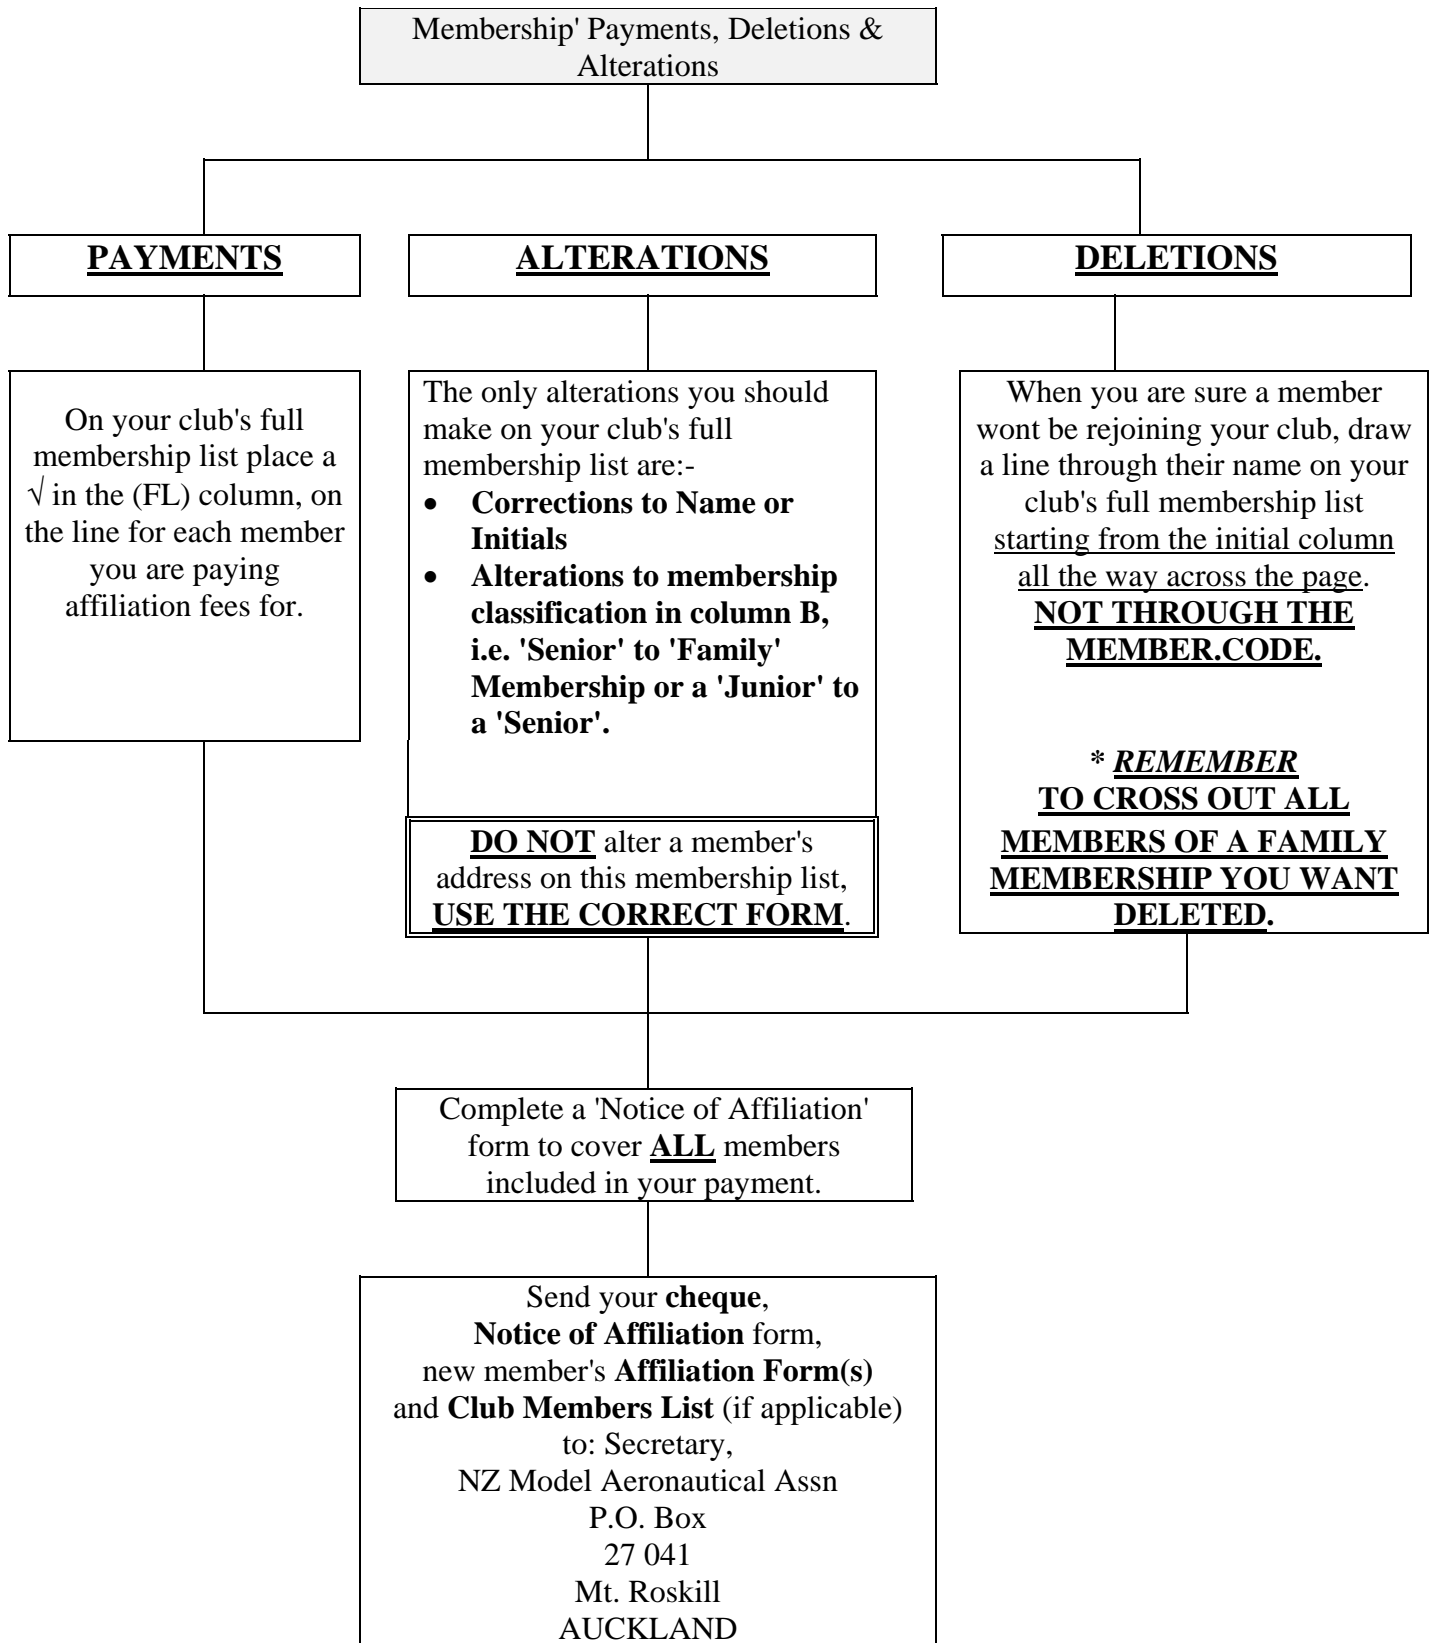 Membership' Payments, Deletions &
Alterations
PAYMENTS
ALTERATIONS
DELETIONS
On your club's full
membership list place a
√ in the (FL) column, on
the line for each member
you are paying
affiliation fees for.
The only alterations you should
make on your club's full
membership list are:-
• Corrections to Name or
Initials
• Alterations to membership
classification in column B,
i.e. 'Senior' to 'Family'
Membership or a 'Junior' to
a 'Senior'.
DO NOT alter a member's
address on this membership list,
USE THE CORRECT FORM.
When you are sure a member
wont be rejoining your club, draw
a line through their name on your
club's full membership list
starting from the initial column
all the way across the page.
NOT THROUGH THE
MEMBER.CODE.
* REMEMBER
TO CROSS OUT ALL
MEMBERS OF A FAMILY
MEMBERSHIP YOU WANT
DELETED.
Complete a 'Notice of Affiliation'
form to cover ALL members
included in your payment.
Send your cheque,
Notice of Affiliation form,
new member's Affiliation Form(s)
and Club Members List (if applicable)
to: Secretary,
NZ Model Aeronautical Assn
P.O. Box
27 041
Mt. Roskill
AUCKLAND